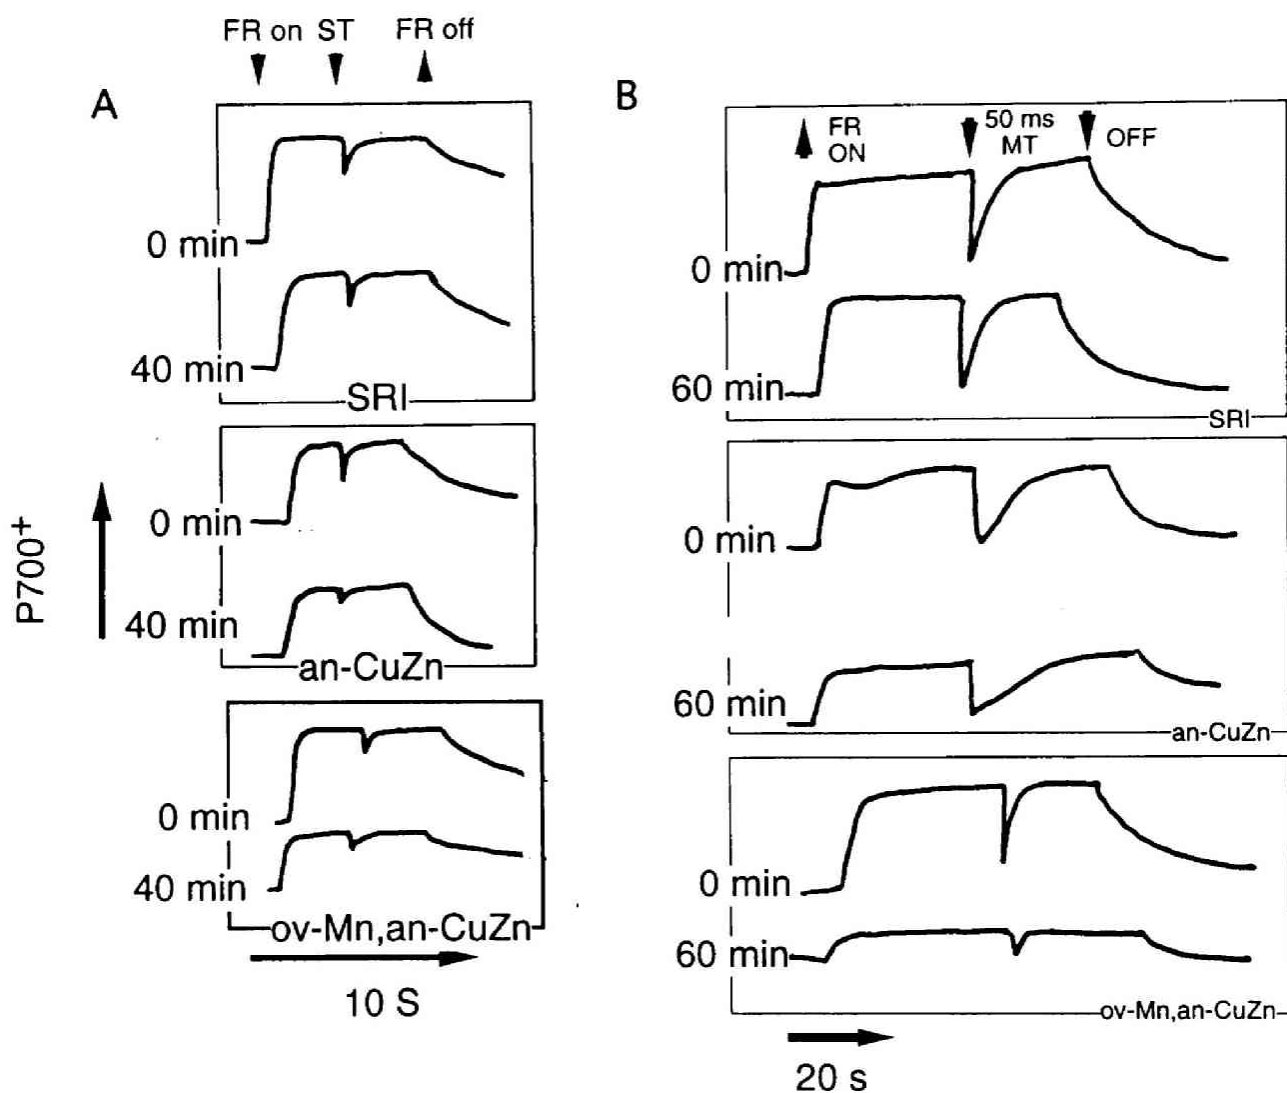 FR on ST FR off
A
0 min
40 min
SRI
0 min
40 min
an-CuZn
0 min
40 min
ov-Mn,an-CuZn
10 S
P700+
B
FR
ON
50 ms
MT
OFF
0 min
60 min
SRI
0 min
60 min
an-CuZn
0 min
60 min
ov-Mn,an-CuZn
20 s